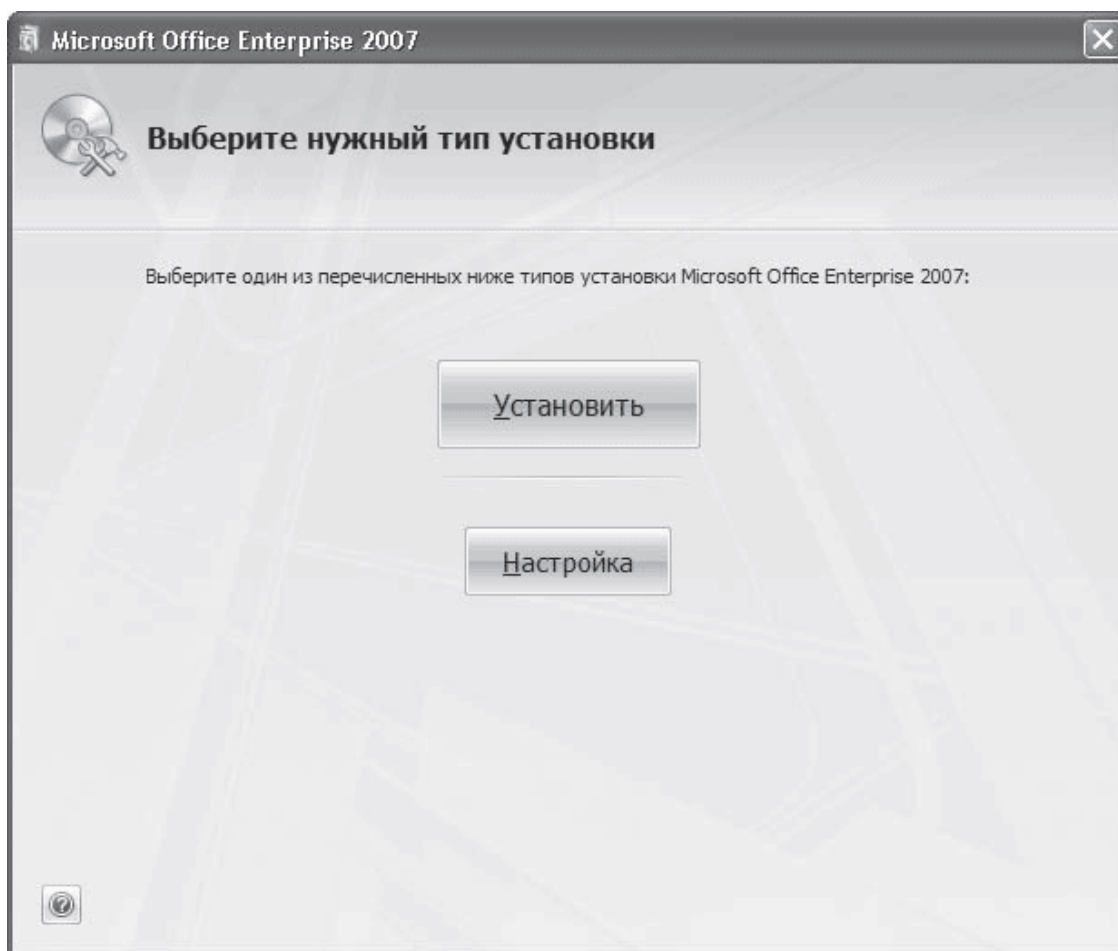 Microsoft Office Enterprise 2007
Выберите нужный тип установки
Выберите один из перечисленных ниже типов установки Microsoft Office Enterprise 2007:
Установить
Настройка